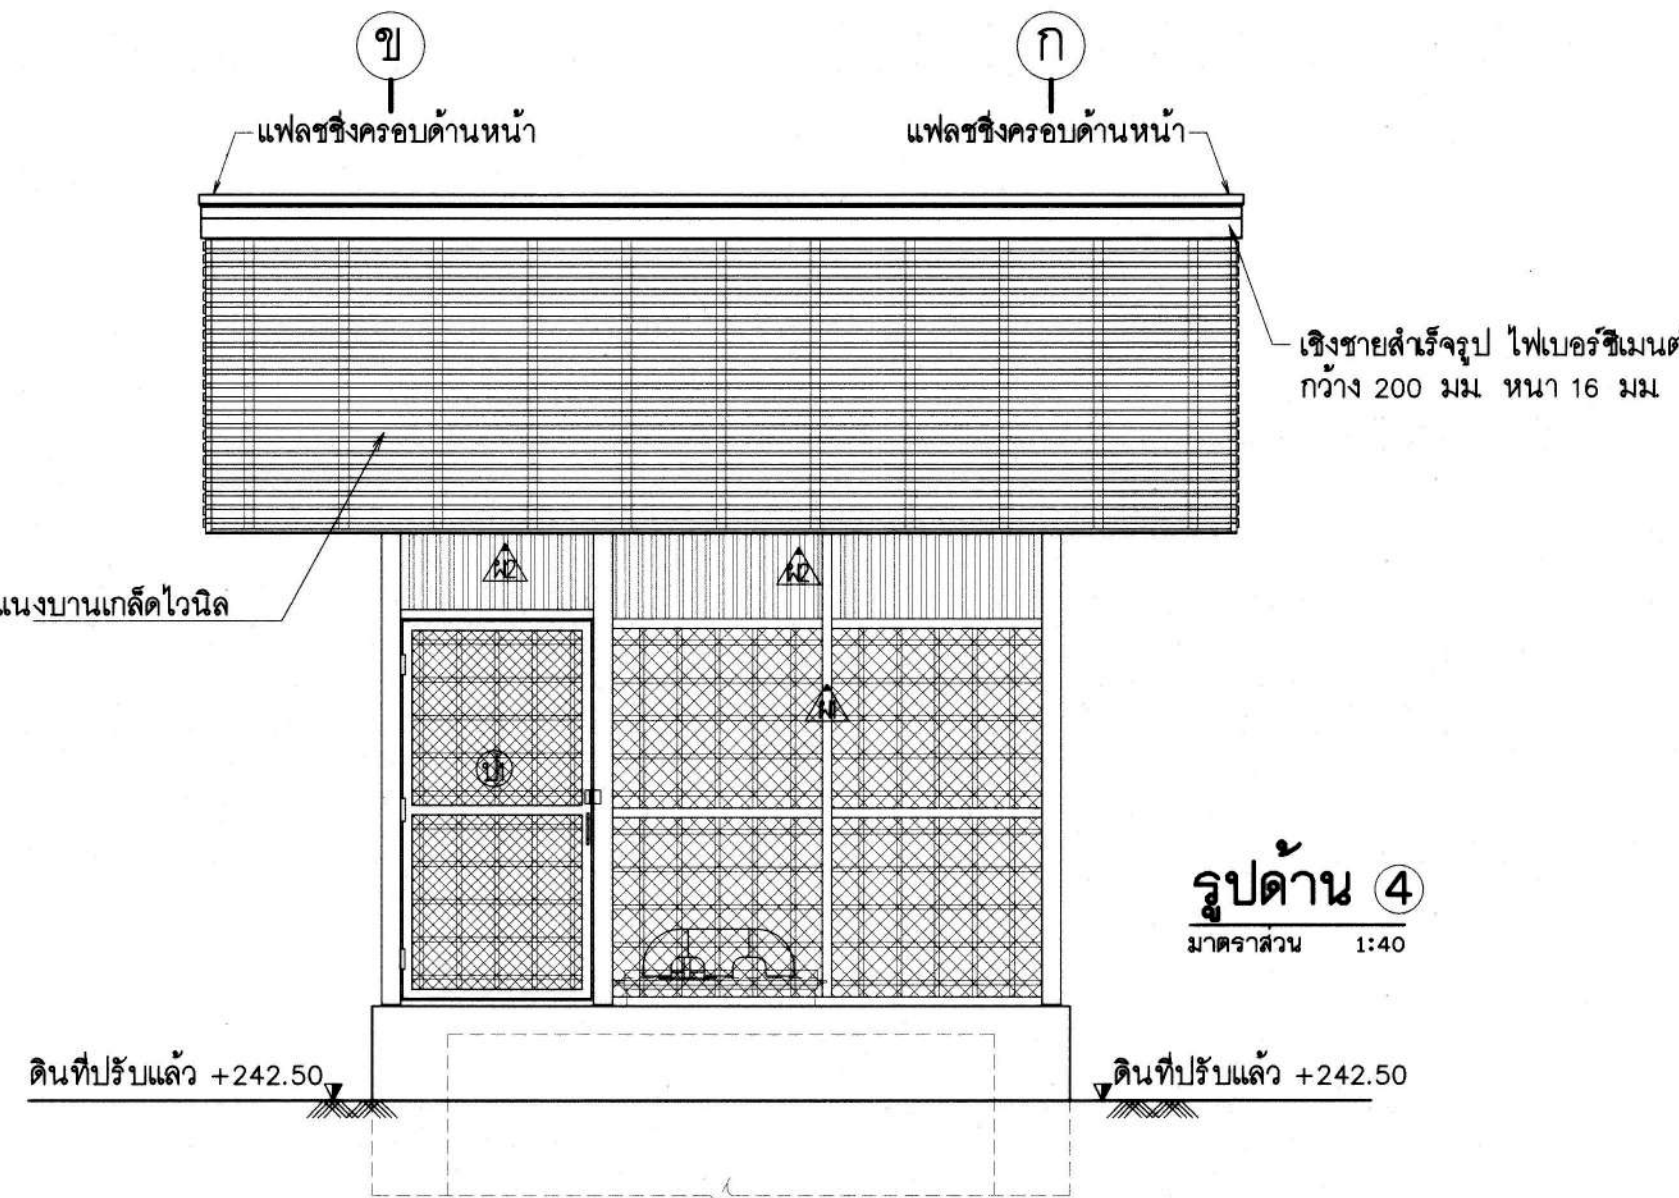 ข
ก
แฟลชชิ่งครอบด้านหน้า
แฟลชชิ่งครอบด้านหน้า
เชิงชายสำเร็จรูป ไฟเบอร์ซีเมนต์
กว้าง 200 มม. หนา 16 มม.
ผ2
ผ2
แนงบานเกล็ดไวนิล
ผ1
ป1
รูปด้าน 4
มาตราส่วน 1:40
ดินที่ปรับแล้ว +242.50
ดินที่ปรับแล้ว +242.50